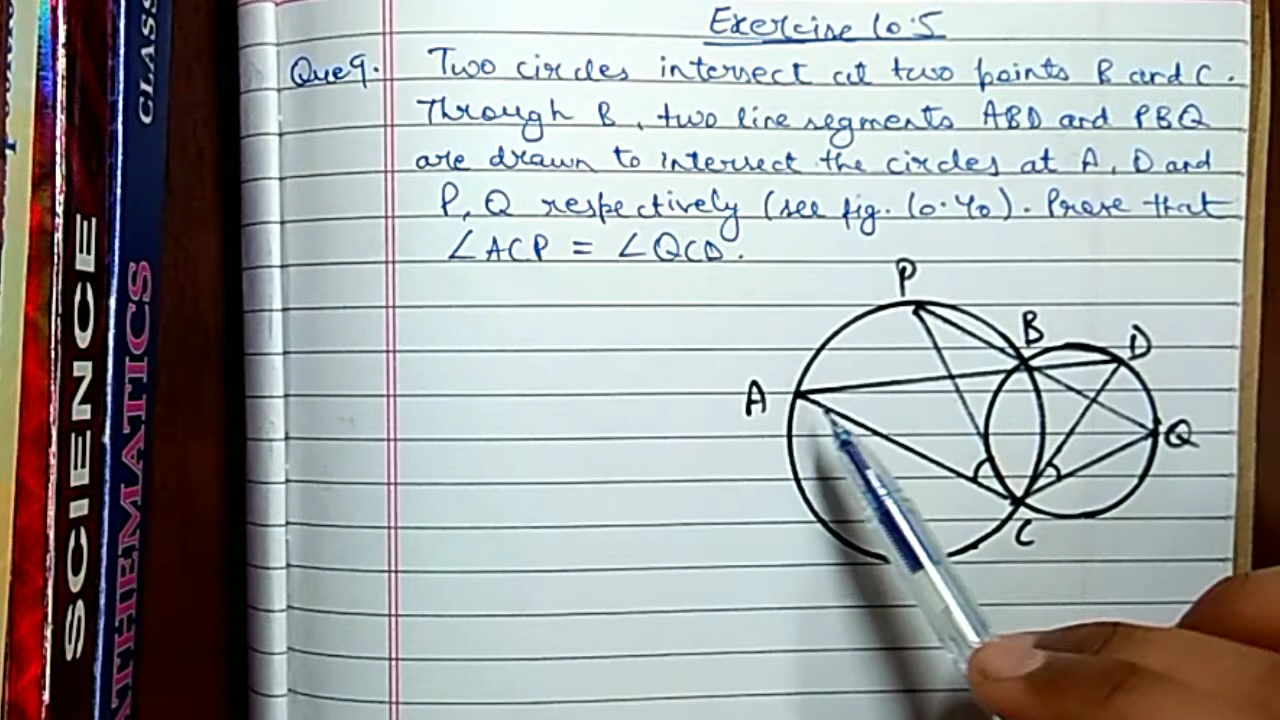 Exercise 10.5
Que9. Two circles intersect at two points B and C.
Through B, two line segments ABD and PBQ
are drawn to intersect the circles at A, D and
P, Q respectively (see fig. 10.40). Prove that
∠ACP = ∠QCD.
P
B
D
A
Q
C
SCIENCE
MATHEMATICS
CLASS